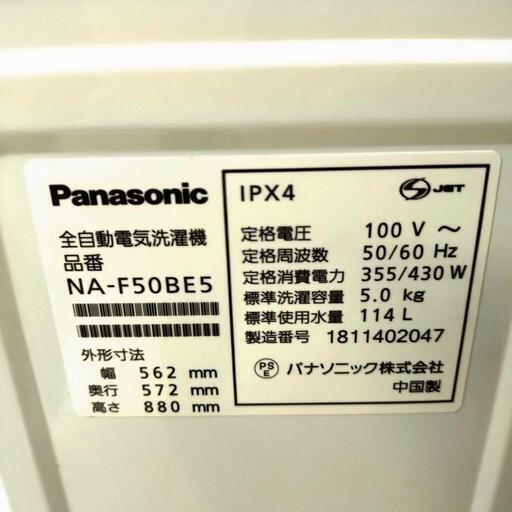 Panasonic
全自動電気洗濯機
品番
NA-F50BE5
外形寸法
幅 562 mm
奥行 572 mm
高さ 880 mm
IPX4
S JET
定格電圧 100 V ～
定格周波数 50/60 Hz
定格消費電力 355/430 W
標準洗濯容量 5.0 kg
標準使用水量 114 L
製造番号 1811402047
PS E パナソニック株式会社
中国製